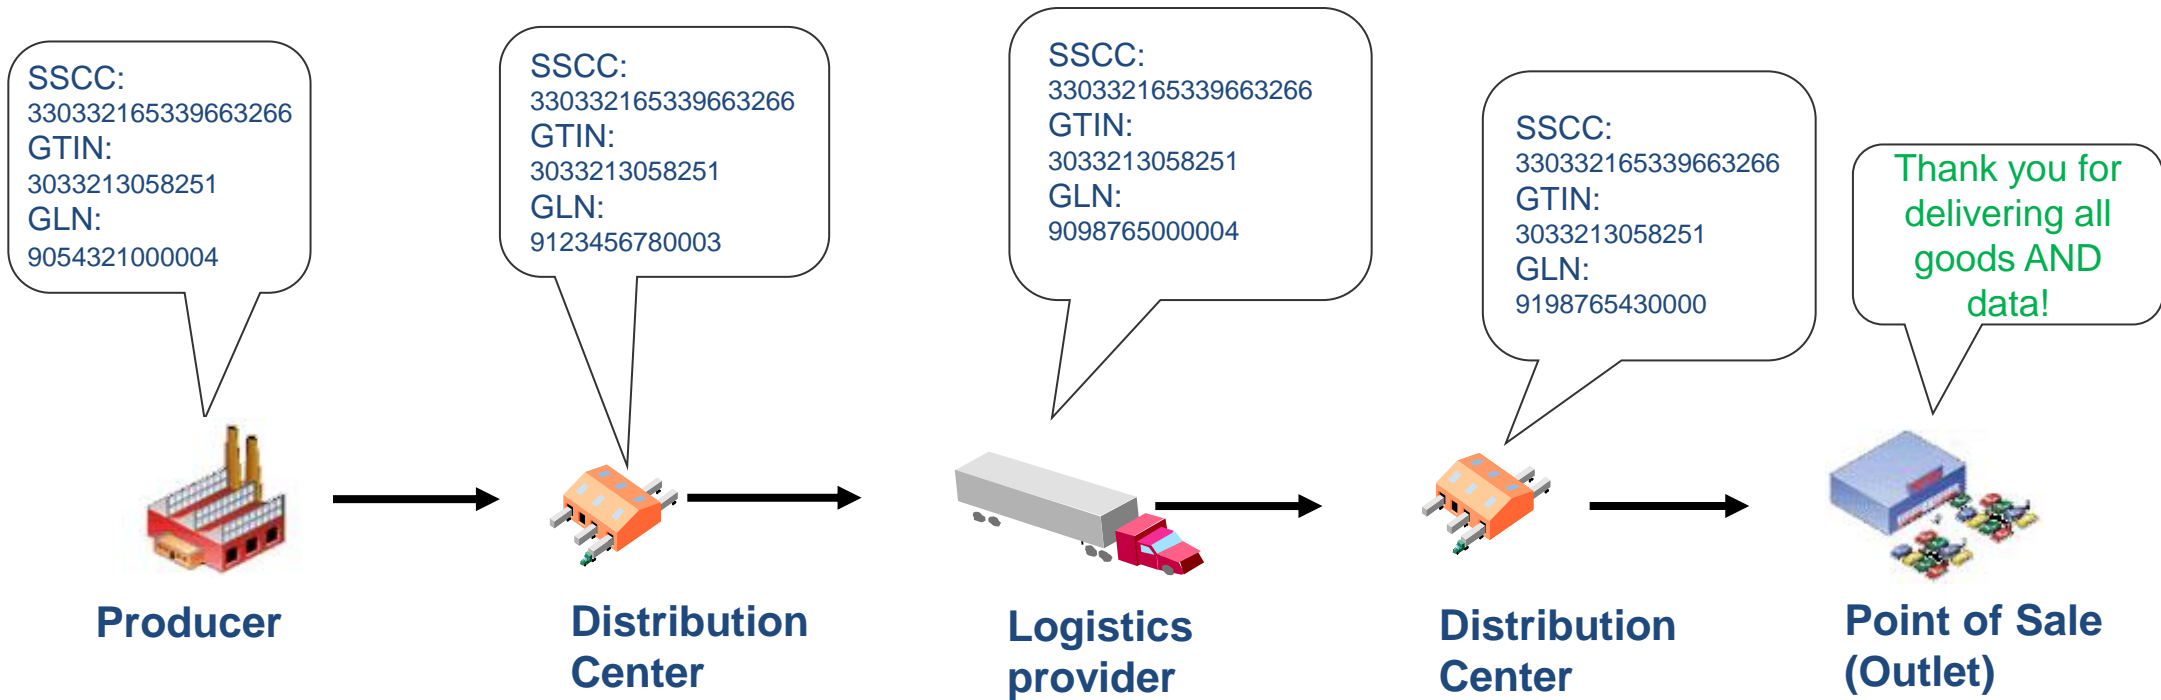 SSCC:
330332165339663266
GTIN:
3033213058251
GLN:
9054321000004
SSCC:
330332165339663266
GTIN:
3033213058251
GLN:
9123456780003
SSCC:
330332165339663266
GTIN:
3033213058251
GLN:
9098765000004
SSCC:
330332165339663266
GTIN:
3033213058251
GLN:
9198765430000
Thank you for
delivering all
goods AND
data!
Producer
Distribution
Center
Logistics
provider
Distribution
Center
Point of Sale
(Outlet)